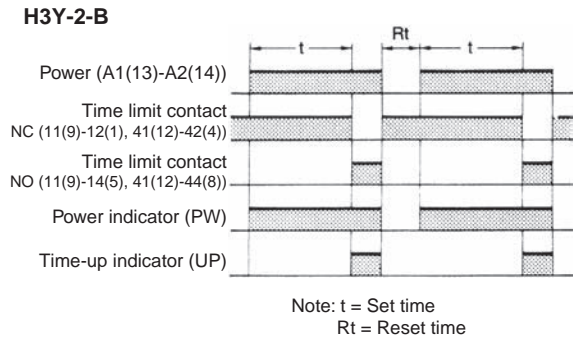 H3Y-2-B
Rt
t
t
Power (A1(13)-A2(14))
Time limit contact
NC (11(9)-12(1), 41(12)-42(4))
Time limit contact
NO (11(9)-14(5), 41(12)-44(8))
Power indicator (PW)
Time-up indicator (UP)
Note: t = Set time
Rt = Reset time